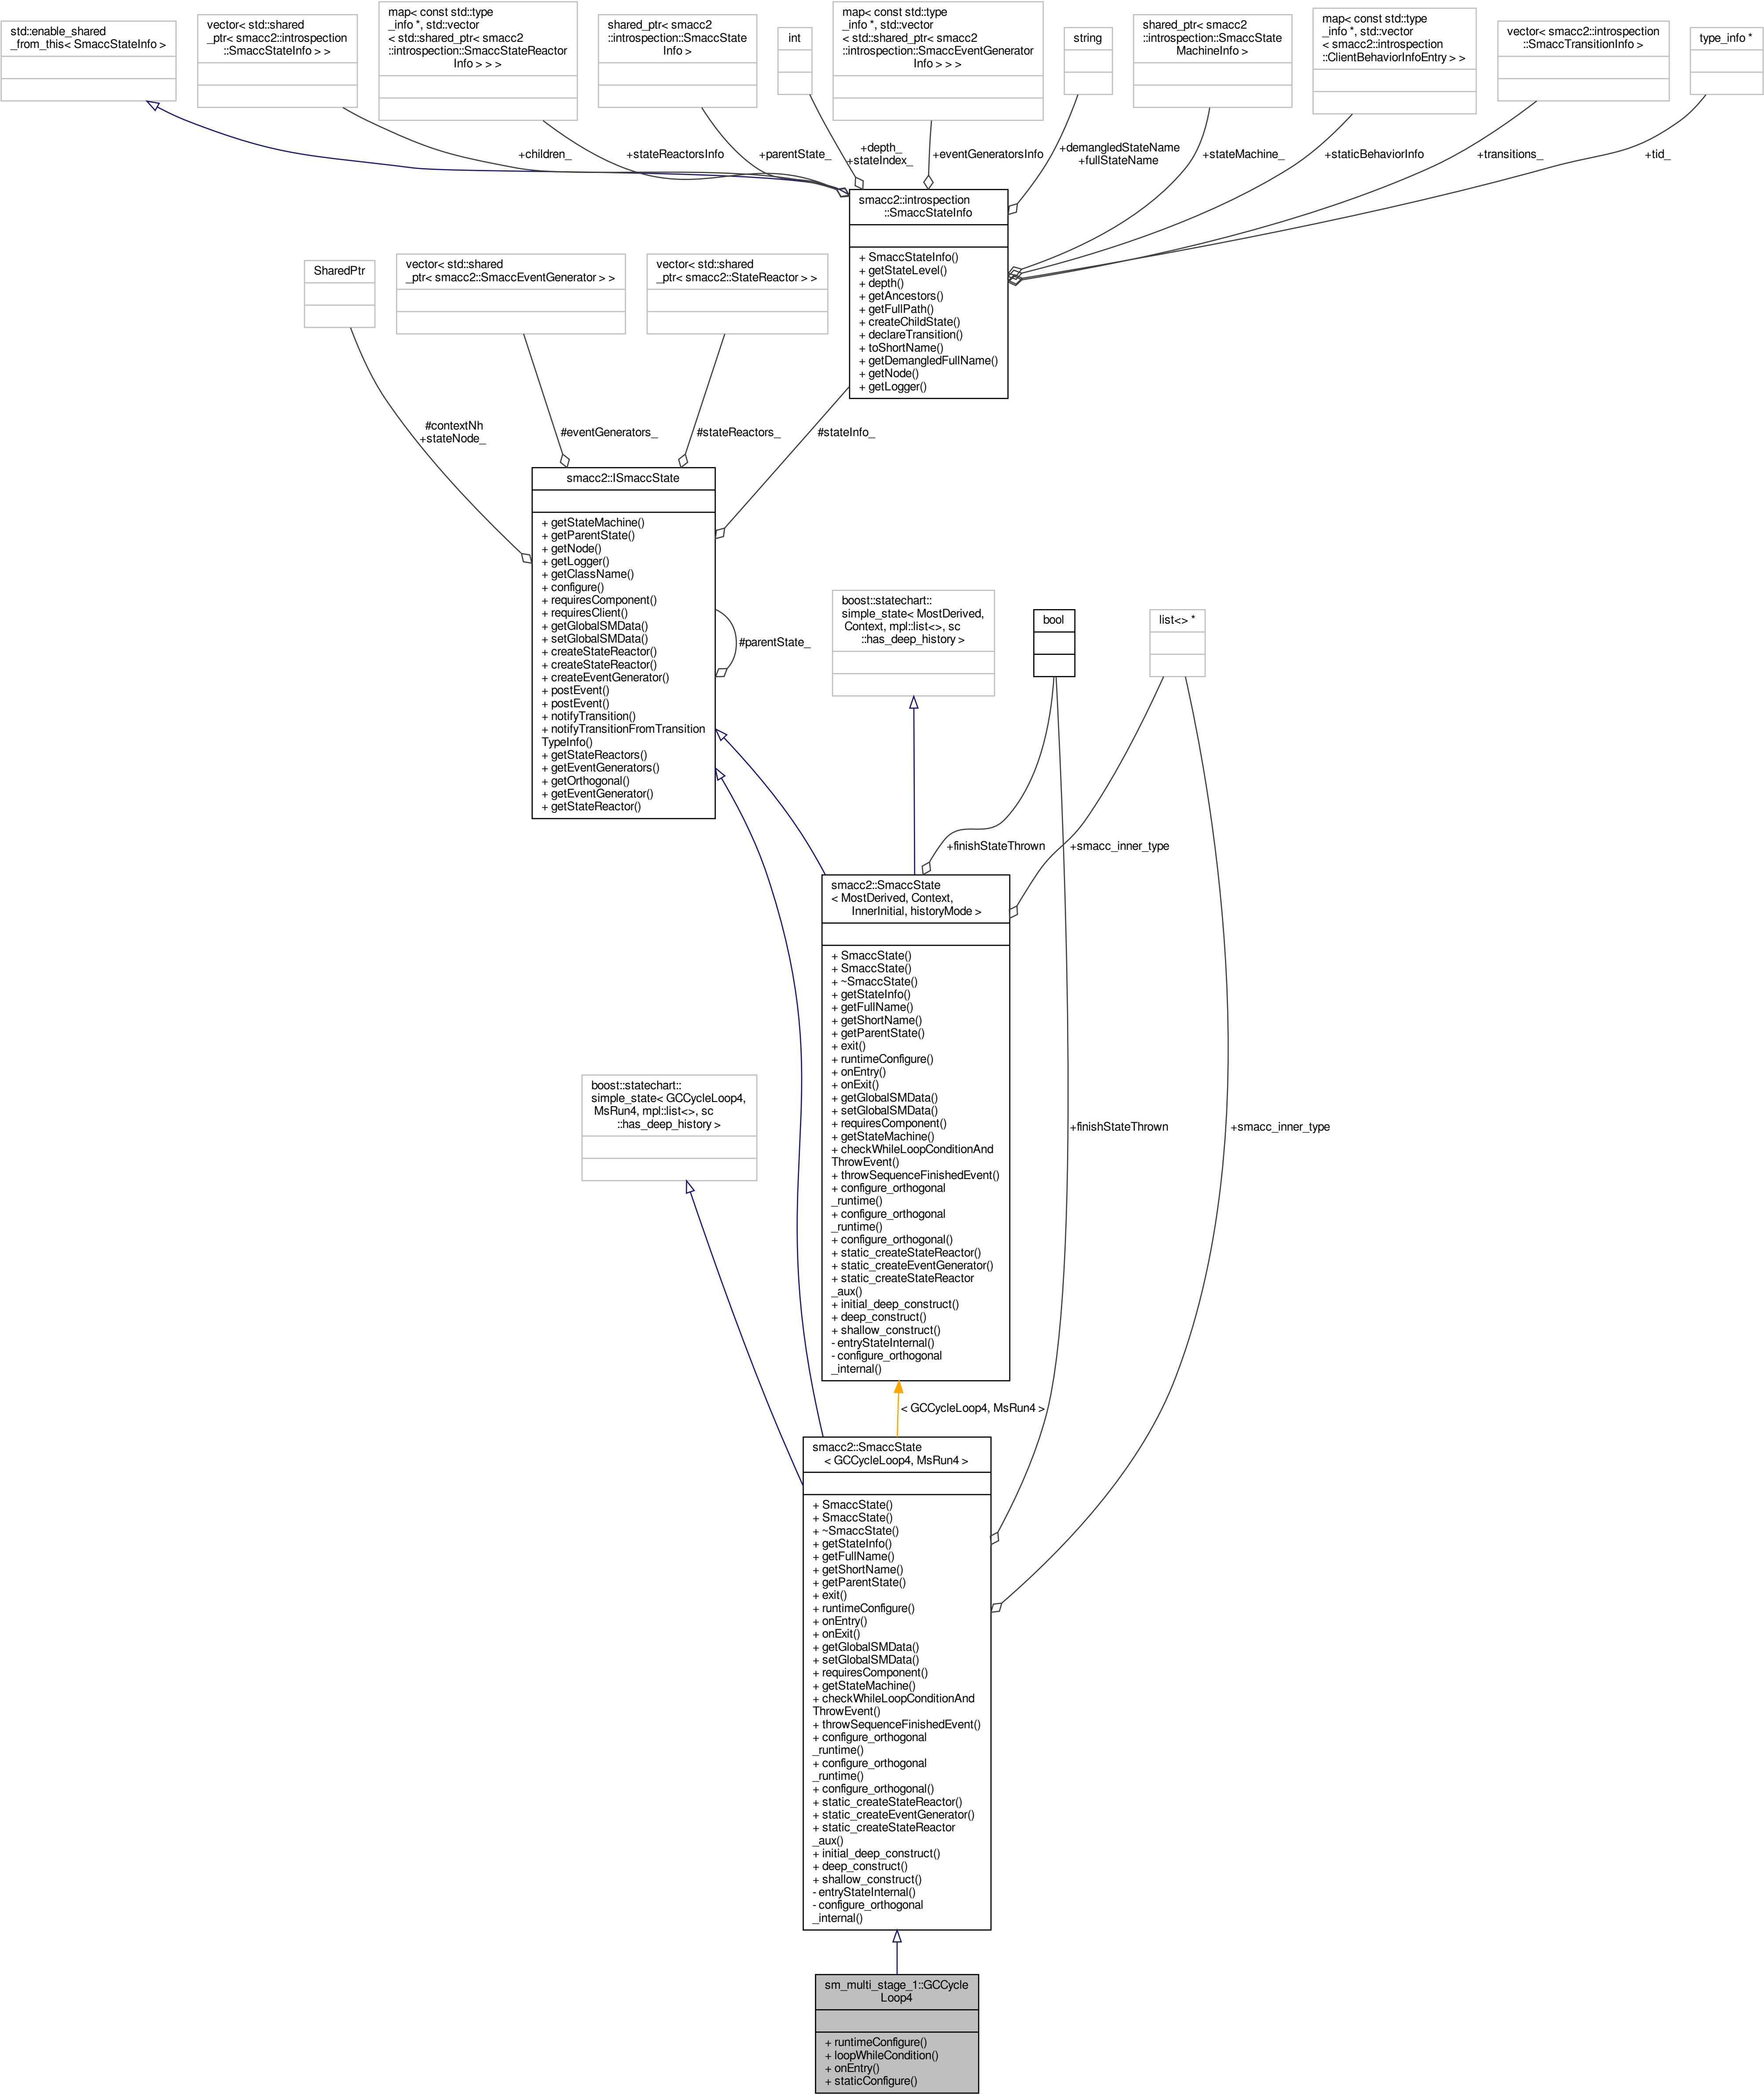 std::enable_shared
_from_this< SmaccStateInfo >
vector< std::shared
_ptr< smacc2::introspection
::SmaccStateInfo > >
map< const std::type
_info *, std::vector
< std::shared_ptr< smacc2
::introspection::SmaccStateReactor
Info > > >
shared_ptr< smacc2
::introspection::SmaccState
Info >
int
map< const std::type
_info *, std::vector
< std::shared_ptr< smacc2
::introspection::SmaccEventGenerator
Info > > >
string
shared_ptr< smacc2
::introspection::SmaccState
MachineInfo >
map< const std::type
_info *, std::vector
< smacc2::introspection
::ClientBehaviorInfoEntry > >
vector< smacc2::introspection
::SmaccTransitionInfo >
type_info *
+children_
+stateReactorsInfo
+parentState_
+depth_
+stateIndex_
+eventGeneratorsInfo
+demangledStateName
+fullStateName
+stateMachine_
+staticBehaviorInfo
+transitions_
+tid_
smacc2::introspection
::SmaccStateInfo
+ SmaccStateInfo()
+ getStateLevel()
+ depth()
+ getAncestors()
+ getFullPath()
+ createChildState()
+ declareTransition()
+ toShortName()
+ getDemangledFullName()
+ getNode()
+ getLogger()
SharedPtr
vector< std::shared
_ptr< smacc2::SmaccEventGenerator > >
vector< std::shared
_ptr< smacc2::StateReactor > >
#contextNh
+stateNode_
#eventGenerators_
#stateReactors_
#stateInfo_
smacc2::ISmaccState
+ getStateMachine()
+ getParentState()
+ getNode()
+ getLogger()
+ getClassName()
+ configure()
+ requiresComponent()
+ requiresClient()
+ getGlobalSMData()
+ setGlobalSMData()
+ createStateReactor()
+ createStateReactor()
+ createEventGenerator()
+ postEvent()
+ postEvent()
+ notifyTransition()
+ notifyTransitionFromTransition
TypeInfo()
+ getStateReactors()
+ getEventGenerators()
+ getOrthogonal()
+ getEventGenerator()
+ getStateReactor()
#parentState_
boost::statechart::
simple_state< MostDerived,
Context, mpl::list<>, sc
::has_deep_history >
bool
list<> *
+finishStateThrown
+smacc_inner_type
smacc2::SmaccState
< MostDerived, Context,
InnerInitial, historyMode >
+ SmaccState()
+ SmaccState()
+ ~SmaccState()
+ getStateInfo()
+ getFullName()
+ getShortName()
+ getParentState()
+ exit()
+ runtimeConfigure()
+ onEntry()
+ onExit()
+ getGlobalSMData()
+ setGlobalSMData()
+ requiresComponent()
+ getStateMachine()
+ checkWhileLoopConditionAnd
ThrowEvent()
+ throwSequenceFinishedEvent()
+ configure_orthogonal
_runtime()
+ configure_orthogonal
_runtime()
+ configure_orthogonal()
+ static_createStateReactor()
+ static_createEventGenerator()
+ static_createStateReactor
_aux()
+ initial_deep_construct()
+ deep_construct()
+ shallow_construct()
- entryStateInternal()
- configure_orthogonal
_internal()
boost::statechart::
simple_state< GCCycleLoop4,
MsRun4, mpl::list<>, sc
::has_deep_history >
+finishStateThrown
+smacc_inner_type
< GCCycleLoop4, MsRun4 >
smacc2::SmaccState
< GCCycleLoop4, MsRun4 >
+ SmaccState()
+ SmaccState()
+ ~SmaccState()
+ getStateInfo()
+ getFullName()
+ getShortName()
+ getParentState()
+ exit()
+ runtimeConfigure()
+ onEntry()
+ onExit()
+ getGlobalSMData()
+ setGlobalSMData()
+ requiresComponent()
+ getStateMachine()
+ checkWhileLoopConditionAnd
ThrowEvent()
+ throwSequenceFinishedEvent()
+ configure_orthogonal
_runtime()
+ configure_orthogonal
_runtime()
+ configure_orthogonal()
+ static_createStateReactor()
+ static_createEventGenerator()
+ static_createStateReactor
_aux()
+ initial_deep_construct()
+ deep_construct()
+ shallow_construct()
- entryStateInternal()
- configure_orthogonal
_internal()
sm_multi_stage_1::GCCycle
Loop4
+ runtimeConfigure()
+ loopWhileCondition()
+ onEntry()
+ staticConfigure()